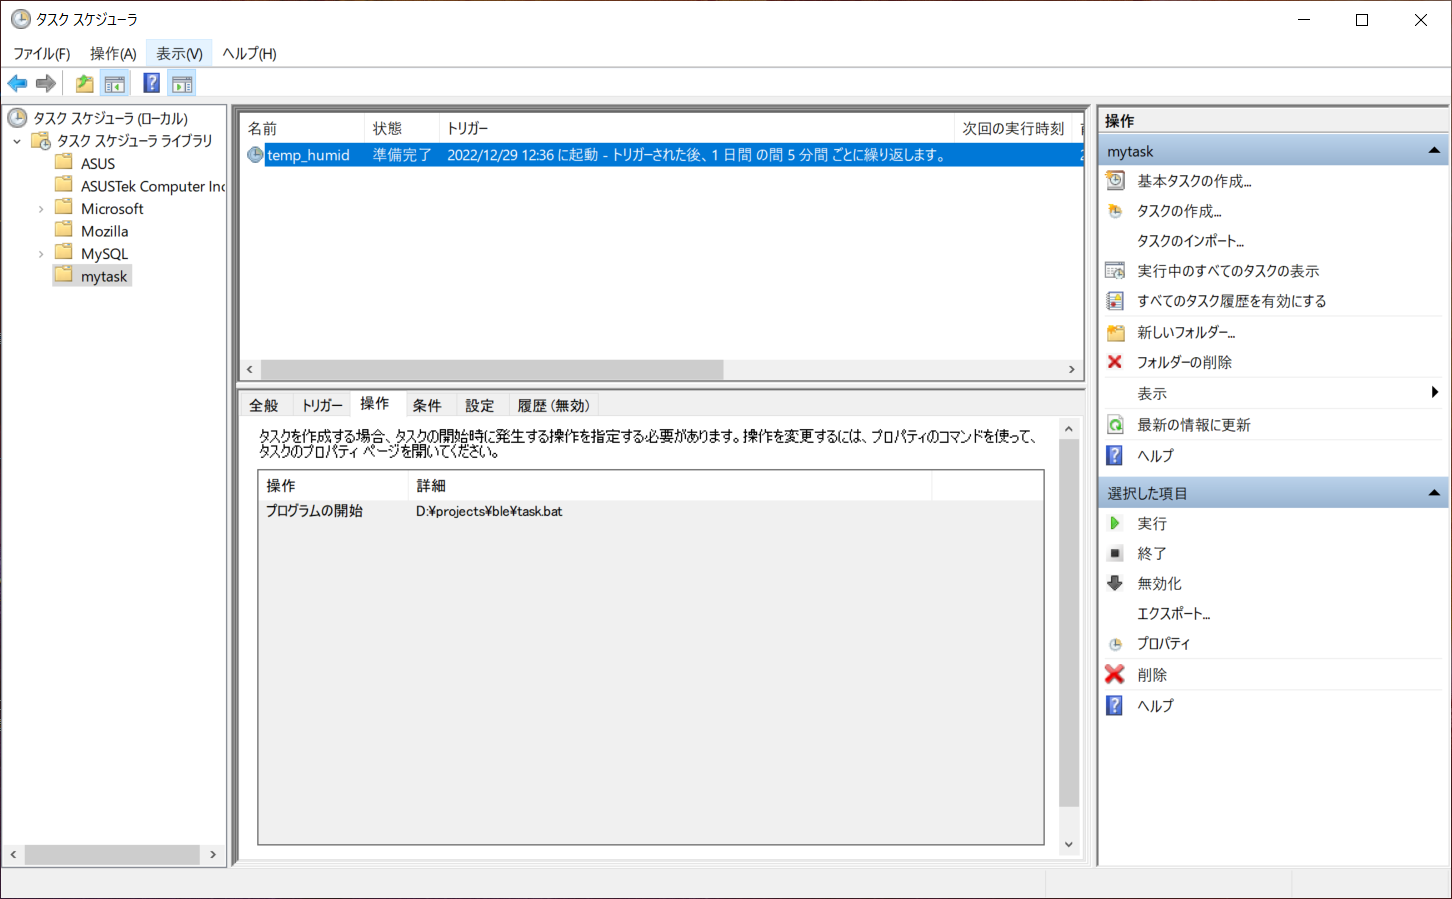 タスク スケジューラ
ファイル(F) 操作(A) 表示(V) ヘルプ(H)
タスク スケジューラ (ローカル)
タスク スケジューラ ライブラリ
ASUS
ASUSTek Computer Inc
Microsoft
Mozilla
MySQL
mytask
名前 状態 トリガー 次回の実行時刻
temp_humid 準備完了 2022/12/29 12:36 に起動 - トリガーされた後、1 日間 の間 5 分間 ごとに繰り返します。
全般 トリガー 操作 条件 設定 履歴 (無効)
タスクを作成する場合、タスクの開始時に発生する操作を指定する必要があります。操作を変更するには、プロパティのコマンドを使って、
タスクのプロパティ ページを開いてください。
操作 詳細
プログラムの開始 D:¥projects¥ble¥task.bat
操作
mytask
基本タスクの作成...
タスクの作成...
タスクのインポート...
実行中のすべてのタスクの表示
すべてのタスク履歴を有効にする
新しいフォルダー...
フォルダーの削除
表示
最新の情報に更新
ヘルプ
選択した項目
実行
終了
無効化
エクスポート...
プロパティ
削除
ヘルプ